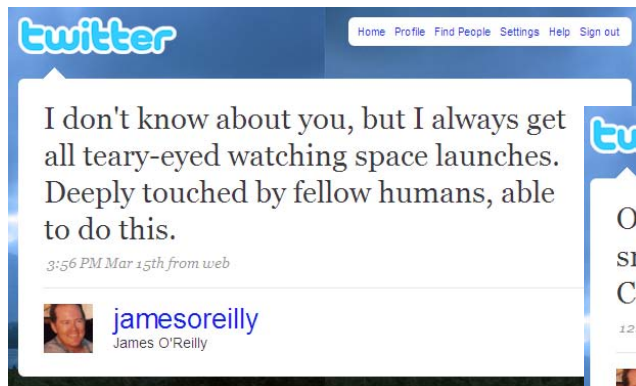 twitter
Home Profile Find People Settings Help Sign out
I don't know about you, but I always get
all teary-eyed watching space launches.
Deeply touched by fellow humans, able
to do this.
3:56 PM Mar 15th from web
jamesoreilly
James O'Reilly